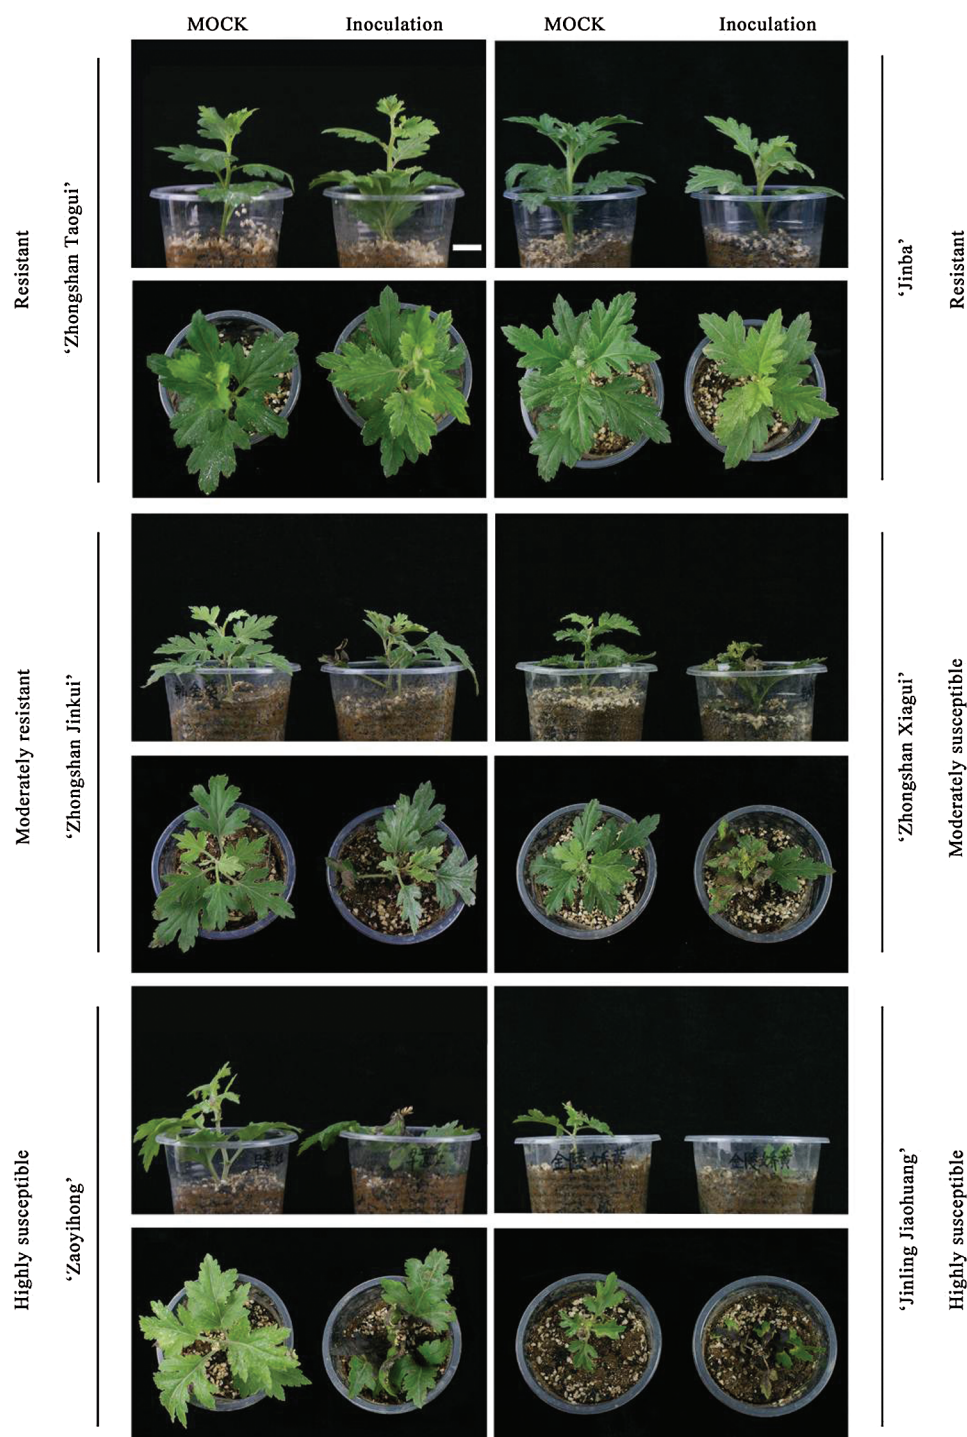 MOCK Inoculation MOCK Inoculation
Resistant
‘Zhongshan Taogui’
‘Jinba’
Resistant
Moderately resistant
‘Zhongshan Jinkui’
‘Zhongshan Xiagui’
Moderately susceptible
Highly susceptible
‘Zaoyihong’
金陵娇黄
金陵娇黄
‘Jinling Jiaohuang’
Highly susceptible